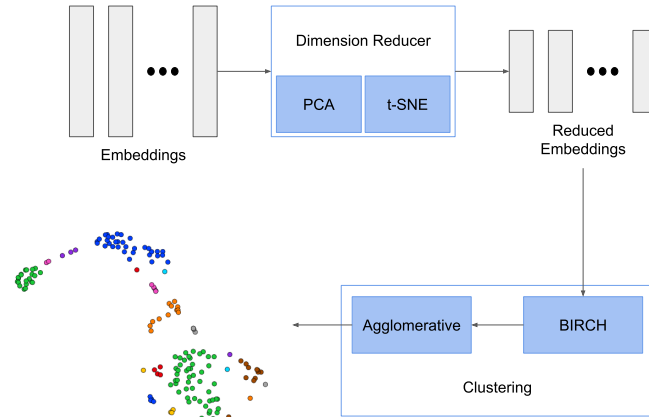 Dimension Reducer
PCA
t-SNE
Embeddings
Reduced
Embeddings
Agglomerative
BIRCH
Clustering